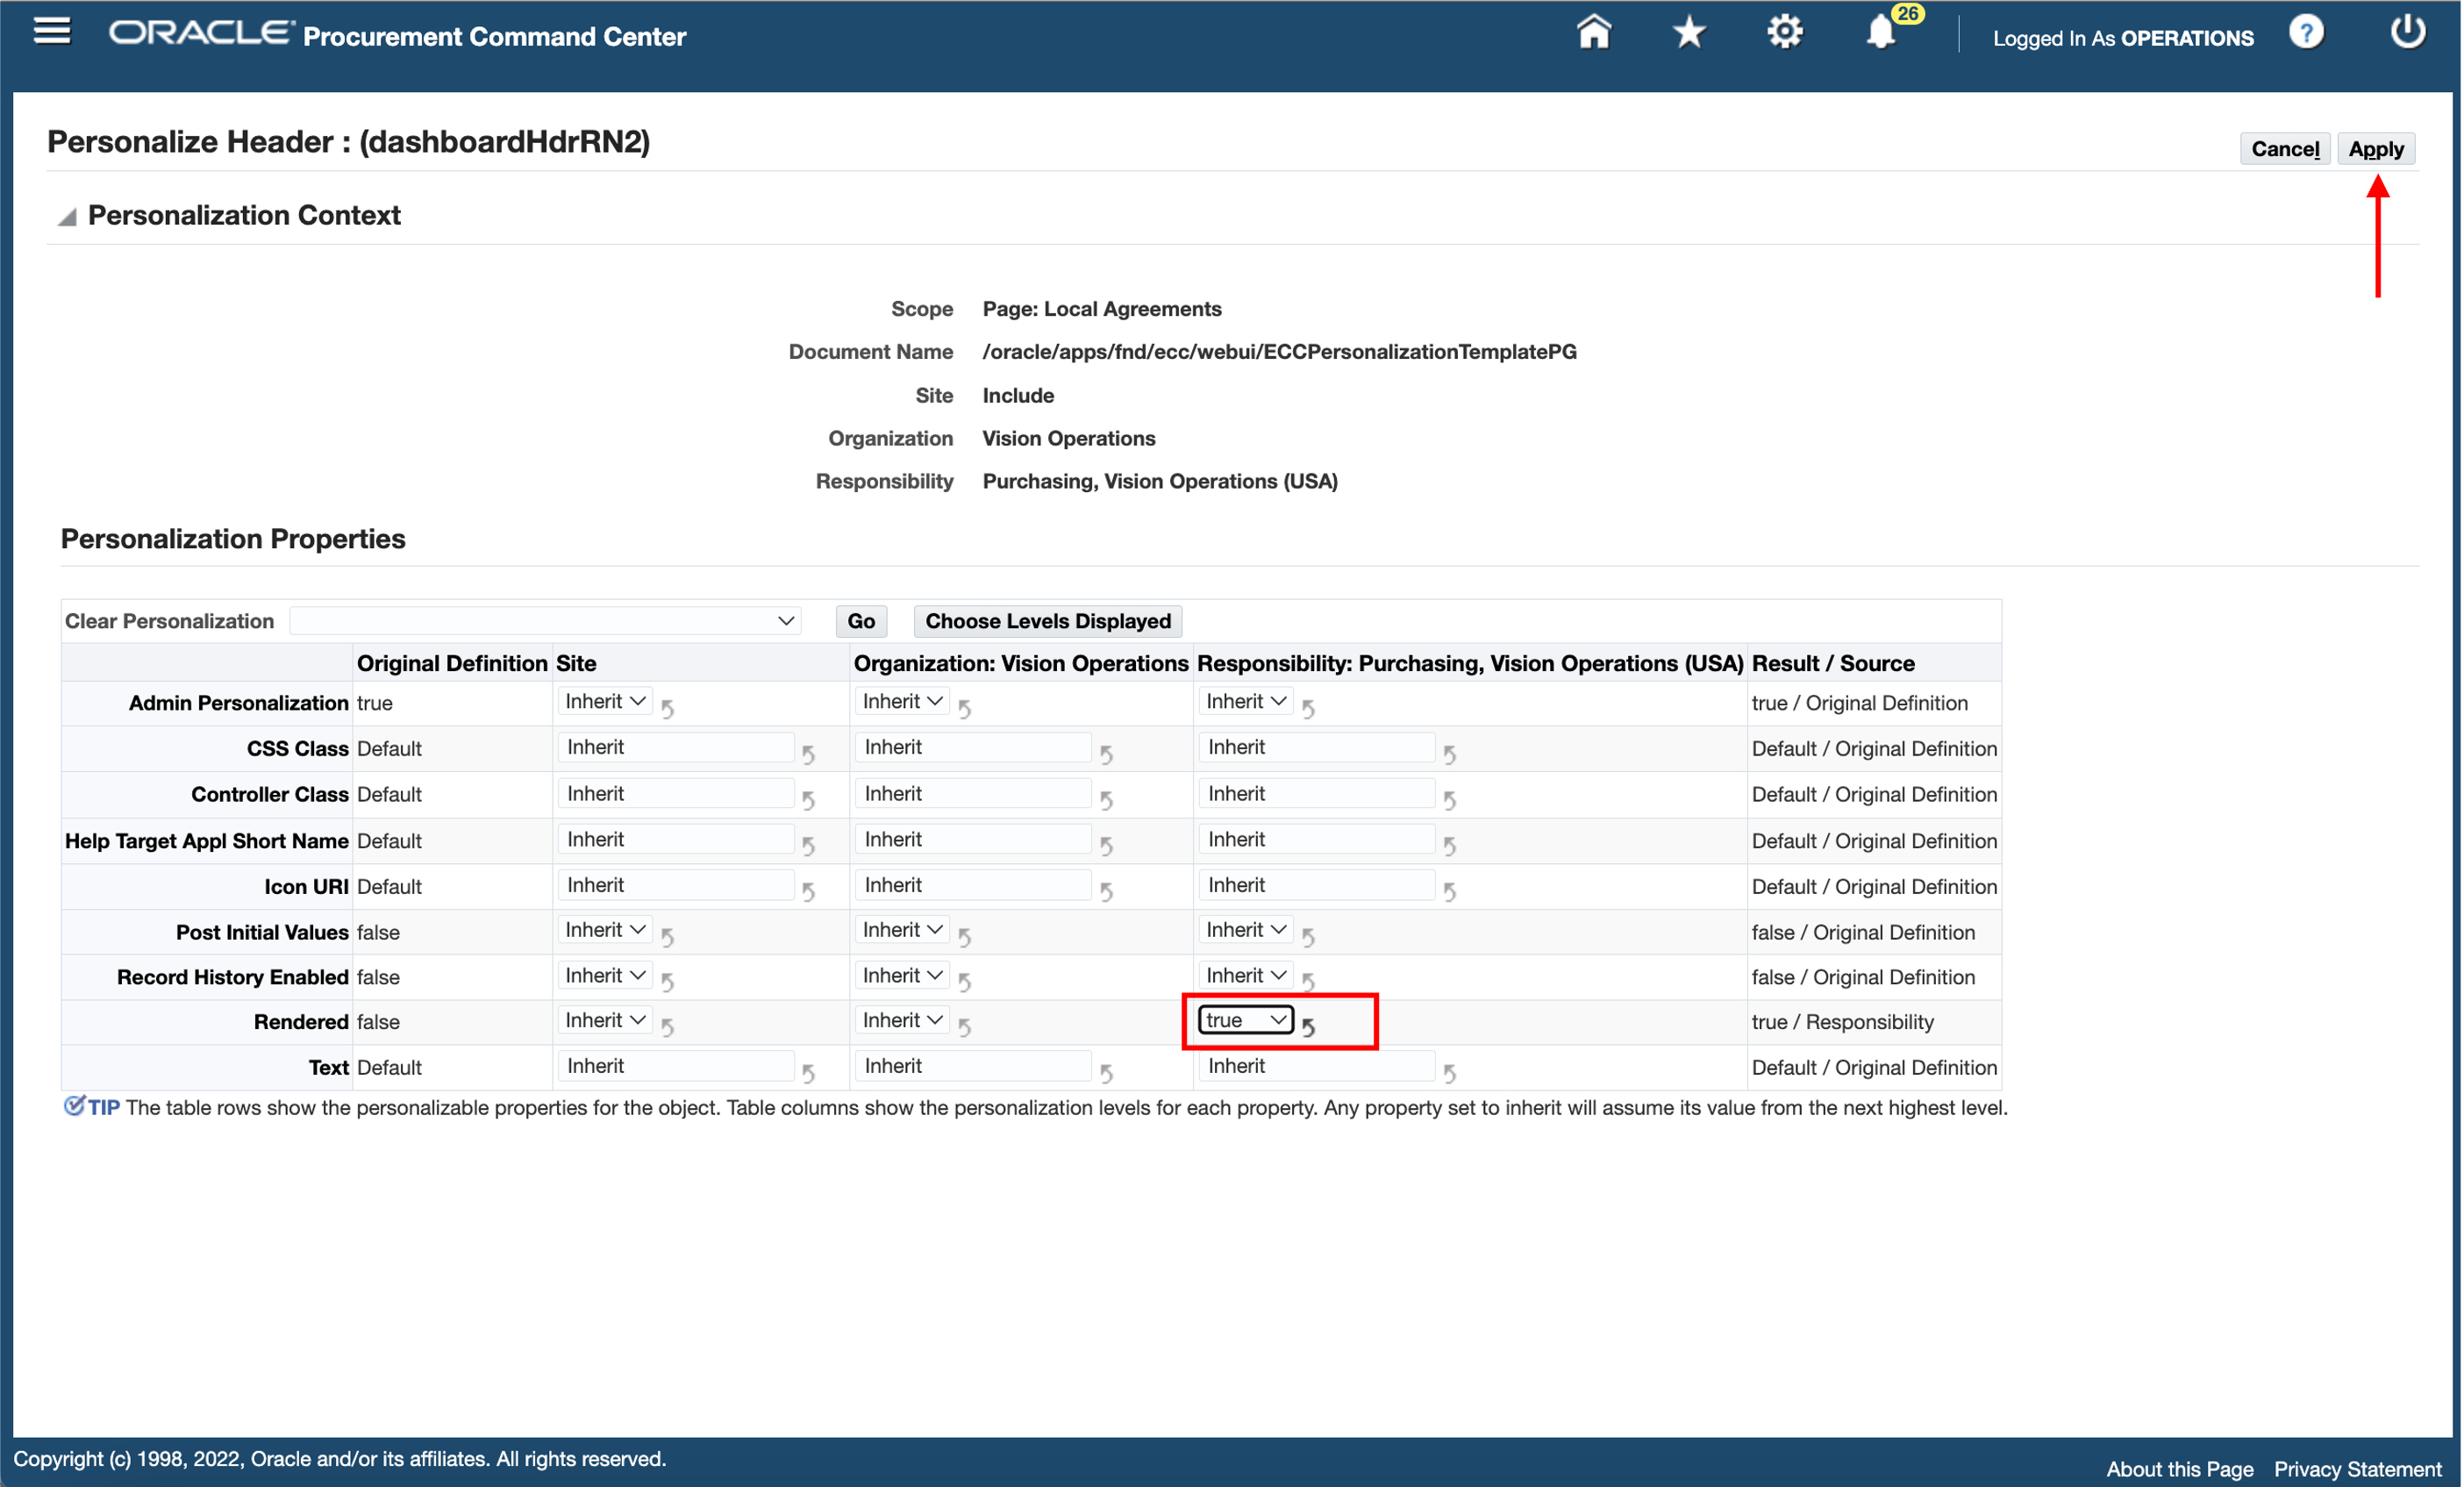 ORACLE Procurement Command Center
26
Logged In As OPERATIONS
?
Personalize Header : (dashboardHdrRN2)
Cancel Apply
Personalization Context
Scope Page: Local Agreements
Document Name /oracle/apps/fnd/ecc/webui/ECCPersonalizationTemplatePG
Site Include
Organization Vision Operations
Responsibility Purchasing, Vision Operations (USA)
Personalization Properties
Clear Personalization Go Choose Levels Displayed
Original Definition Site Organization: Vision Operations Responsibility: Purchasing, Vision Operations (USA) Result / Source
Admin Personalization true Inherit Inherit Inherit true / Original Definition
CSS Class Default Inherit Inherit Inherit Default / Original Definition
Controller Class Default Inherit Inherit Inherit Default / Original Definition
Help Target Appl Short Name Default Inherit Inherit Inherit Default / Original Definition
Icon URI Default Inherit Inherit Inherit Default / Original Definition
Post Initial Values false Inherit Inherit Inherit false / Original Definition
Record History Enabled false Inherit Inherit Inherit false / Original Definition
Rendered false Inherit Inherit true true / Responsibility
Text Default Inherit Inherit Inherit Default / Original Definition
TIP The table rows show the personalizable properties for the object. Table columns show the personalization levels for each property. Any property set to inherit will assume its value from the next highest level.
Copyright (c) 1998, 2022, Oracle and/or its affiliates. All rights reserved.
About this Page Privacy Statement